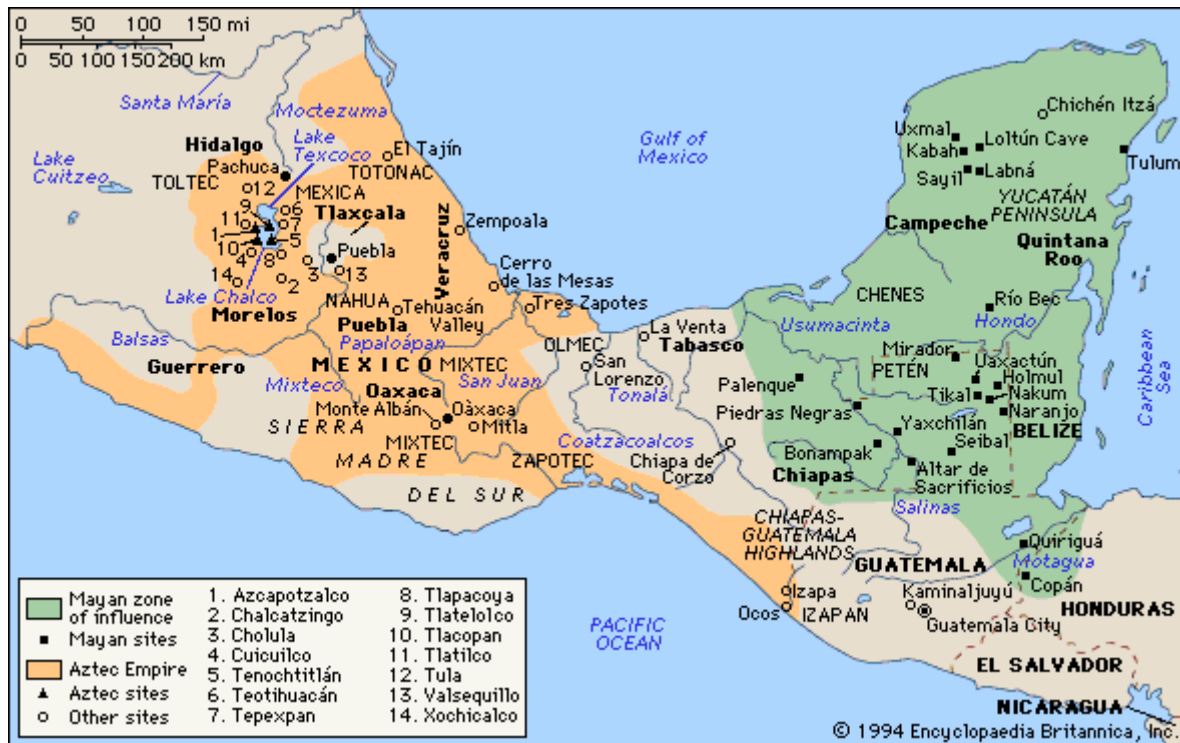 0 50 100 150 mi
0 50 100 150 200 km
Santa María
Moctezuma
Lake
Texcoco
Hidalgo
Lake
Cuitzeo
Pachuca
El Tajín
TOLTEC
12
MEXICA
TOTONAC
9
6
11
7
Tlaxcala
1
5
10
4
8
Puebla
14
2
3
13
Lake Chalco
Morelos
NAHUA
Veracruz
Zempoala
Cerro
de las Mesas
Tehuacán
Valley
Tres Zapotes
Puebla
Papaloápan
Balsas
Guerrero
MEXICO
MIXTEC
OLMEC
Mixteco
Oaxaca
San Juan
San
Lorenzo
La Venta
Tabasco
Tonalá
Monte Albán
Oàxaca
Mitla
MIXTEC
SIERRA
MADRE
DEL SUR
ZAPOTEC
Coatzacoalcos
Chiapa de
Corzo
Gulf of
Mexico
Chichén Itzá
Uxmal
Loltún Cave
Kabah
Tulum
Sayil
Labná
YUCATÁN
PENINSULA
Campeche
Quintana
Roo
CHENES
Río Bec
Hondo
Usumacinta
Mirador
PETÉN
Uaxactún
Holmul
Palenque
Tikal
Nakum
Piedras Negras
Naranjo
BELIZE
Yaxchilán
Seibal
Bonampak
Chiapas
Altar de
Sacrificios
Salinas
Caribbean
Sea
CHIAPAS-
GUATEMALA
HIGHLANDS
Quiriguá
GUATEMALA
Motagua
Copán
Izapa
Kaminaljuyú
HONDURAS
Ocos
IZAPAN
Guatemala City
PACIFIC
OCEAN
EL SALVADOR
NICARAGUA
Mayan zone
of influence
Mayan sites
Aztec Empire
Aztec sites
Other sites
1. Azcapotzalco
2. Chalcatzingo
3. Cholula
4. Cuicuilco
5. Tenochtitlán
6. Teotihuacán
7. Tepexpan
8. Tlapacoya
9. Tlatelolco
10. Tlacopan
11. Tlatilco
12. Tula
13. Valsequillo
14. Xochicalco
© 1994 Encyclopaedia Britannica, Inc.